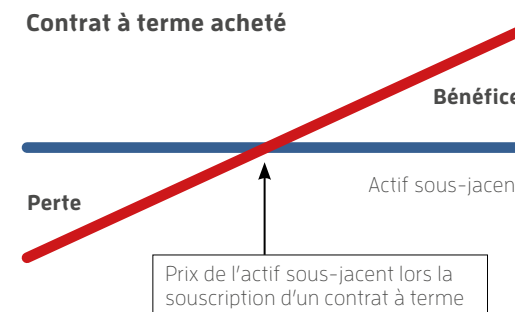 Contrat à terme acheté
Bénéfice
Actif sous-jacen
Perte
Prix de l'actif sous-jacent lors la
souscription d'un contrat à terme